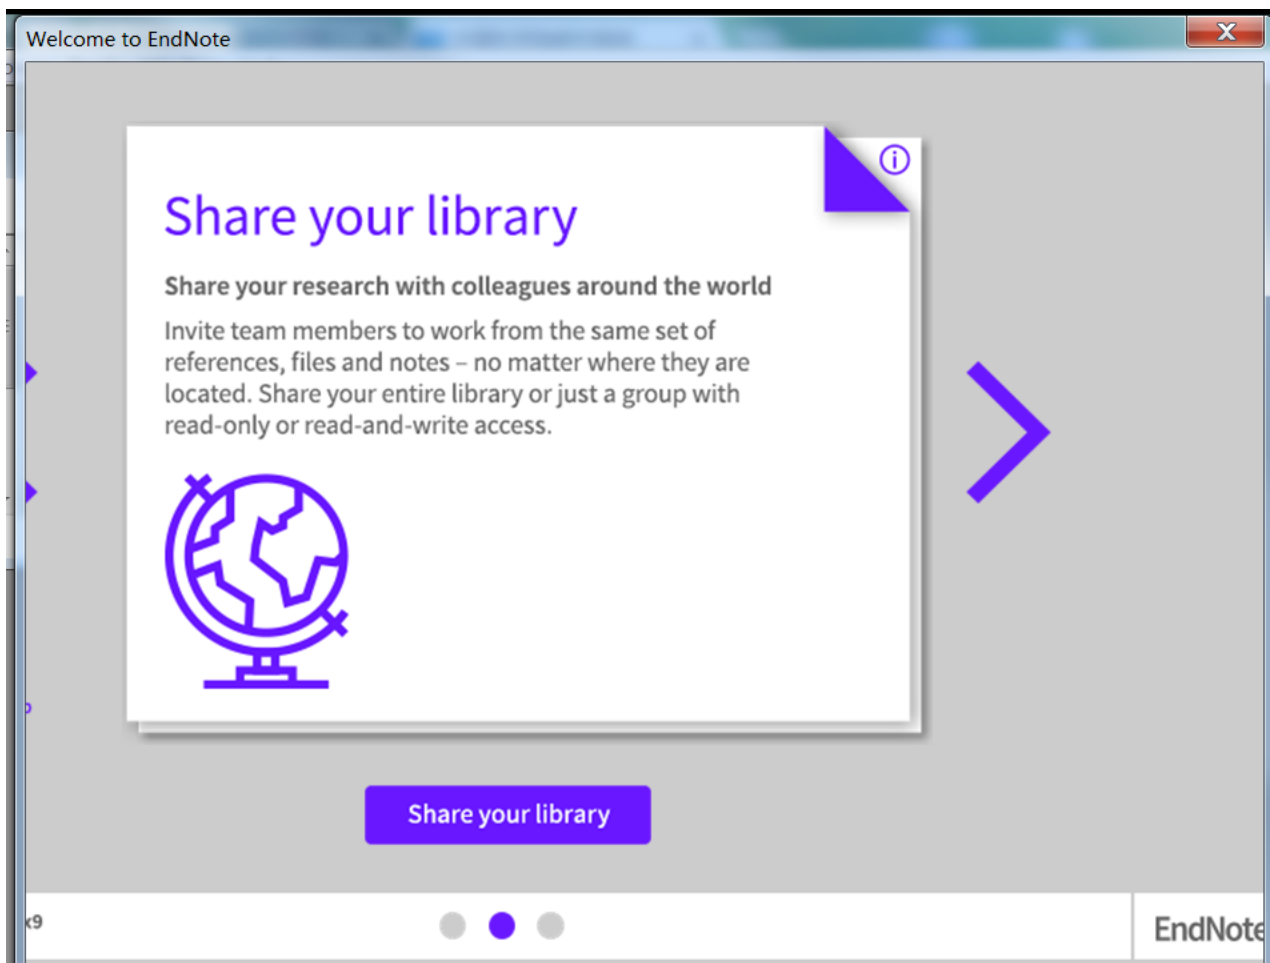 Welcome to EndNote
X
Share your library
Share your research with colleagues around the world
Invite team members to work from the same set of
references, files and notes – no matter where they are
located. Share your entire library or just a group with
read-only or read-and-write access.
Share your library
x9
EndNote